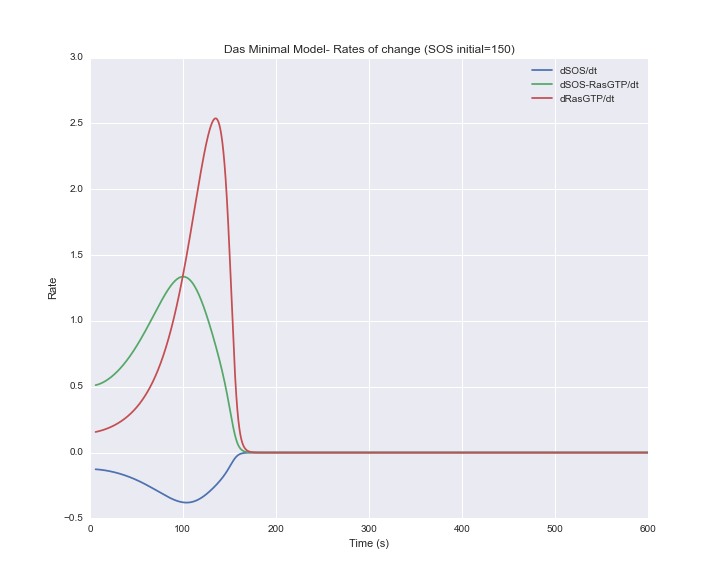 Das Minimal Model- Rates of change (SOS initial=150)
3.0
2.5
2.0
1.5
1.0
0.5
0.0
−0.5
Rate
dSOS/dt
dSOS-RasGTP/dt
dRasGTP/dt
0 100 200 300 400 500 600
Time (s)